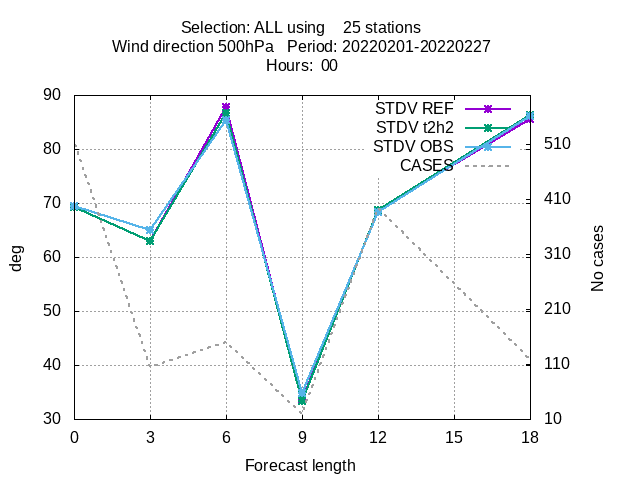 Selection: ALL using    25 stations
Wind direction 500hPa   Period: 20220201-20220227
Hours:  00
STDV REF
STDV t2h2
STDV OBS
CASES
90
80
70
60
50
40
30
deg
510
410
310
210
110
10
No cases
0 3 6 9 12 15 18
Forecast length